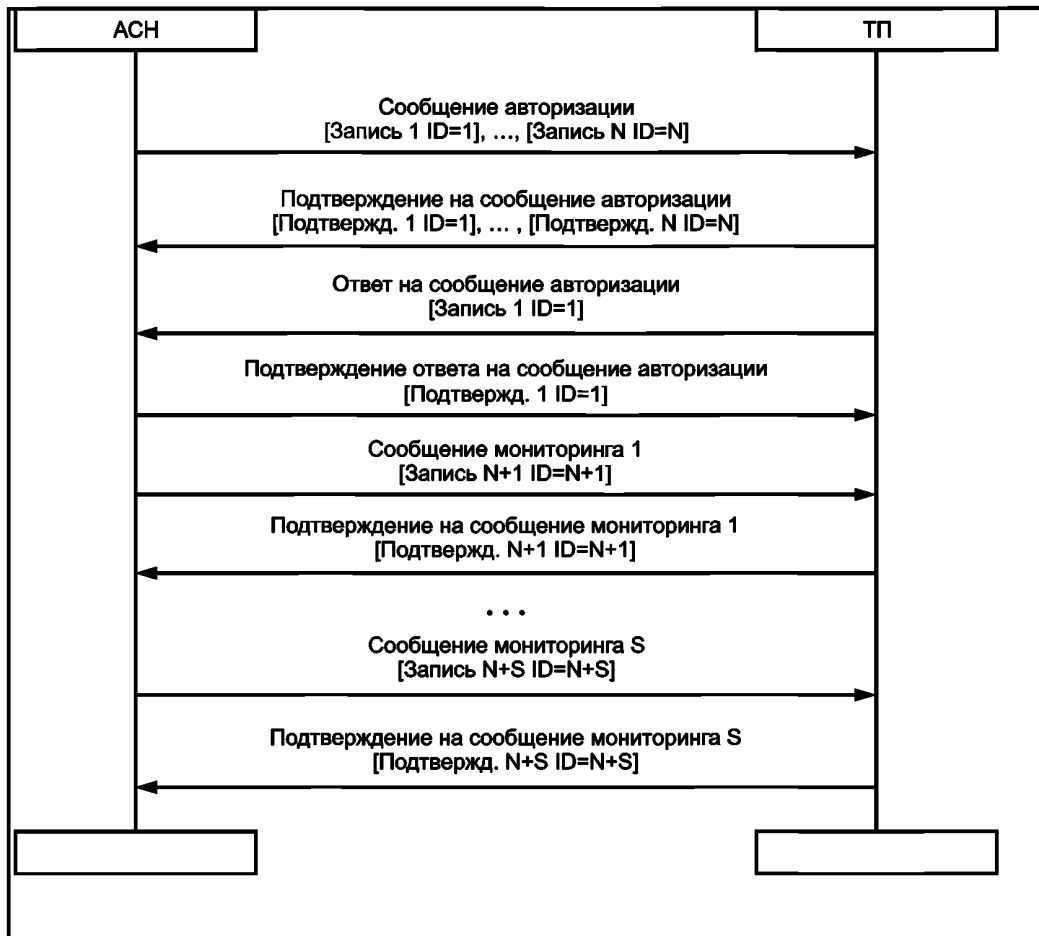 АСН
ТП
Сообщение авторизации
[Запись 1 ID=1], ..., [Запись N ID=N]
Подтверждение на сообщение авторизации
[Подтвержд. 1 ID=1], ... , [Подтвержд. N ID=N]
Ответ на сообщение авторизации
[Запись 1 ID=1]
Подтверждение ответа на сообщение авторизации
[Подтвержд. 1 ID=1]
Сообщение мониторинга 1
[Запись N+1 ID=N+1]
Подтверждение на сообщение мониторинга 1
[Подтвержд. N+1 ID=N+1]
...
Сообщение мониторинга S
[Запись N+S ID=N+S]
Подтверждение на сообщение мониторинга S
[Подтвержд. N+S ID=N+S]